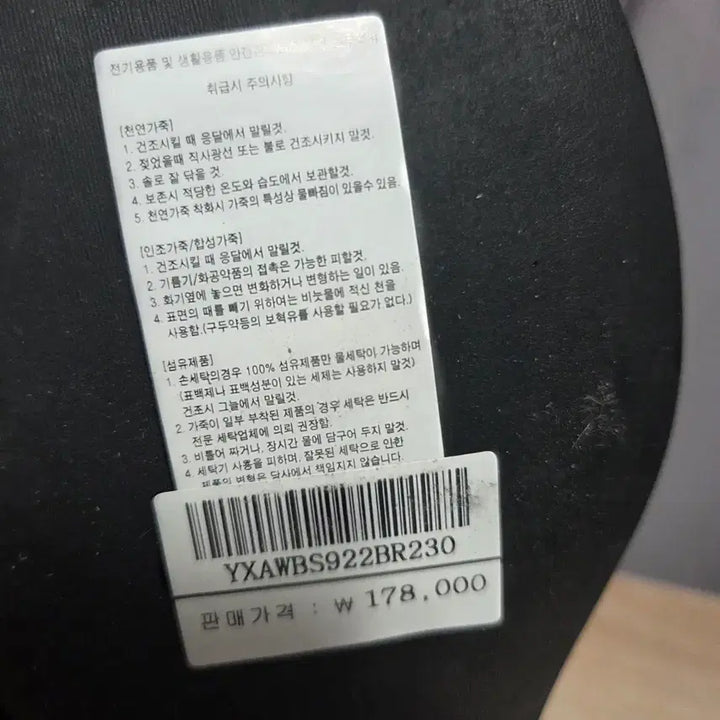 전기용품 및 생활용품 안전관
취급시 주의사항
[천연가죽]
1. 건조시킬 때 응달에서 말릴것.
2. 젖었을때 직사광선 또는 불로 건조시키지 말것.
3. 솔로 잘 닦을 것.
4. 보존시 적당한 온도와 습도에서 보관할것.
5. 천연가죽 착화시 가죽의 특성상 물빠짐이 있을수 있음.
[인조가죽/합성가죽]
1. 건조시킬 때 응달에서 말릴것.
2. 기름기/화공약품의 접촉은 가능한 피할것.
3. 화기옆에 놓으면 변화하거나 변형하는 일이 있음.
4. 표면의 때를 빼기 위하여는 비눗물에 적신 천을
사용함.(구두약등의 보혁유를 사용할 필요가 없다.)
[섬유제품]
1. 손세탁의경우 100% 섬유제품만 물세탁이 가능하며
(표백제나 표백성분이 있는 세제는 사용하지 말것)
건조시 그늘에서 말릴것.
2. 가죽이 일부 부착된 제품의 경우 세탁은 반드시
전문 세탁업체에 의뢰 권장함.
3. 비틀어 짜거나, 장시간 물에 담구어 두지 말것.
4. 세탁기 사용을 피하며, 잘못된 세탁으로 인한
제품의 변형은 당사에서 책임지지 않습니다.
YXAWBS922BR230
판매가격 : ₩ 178,000